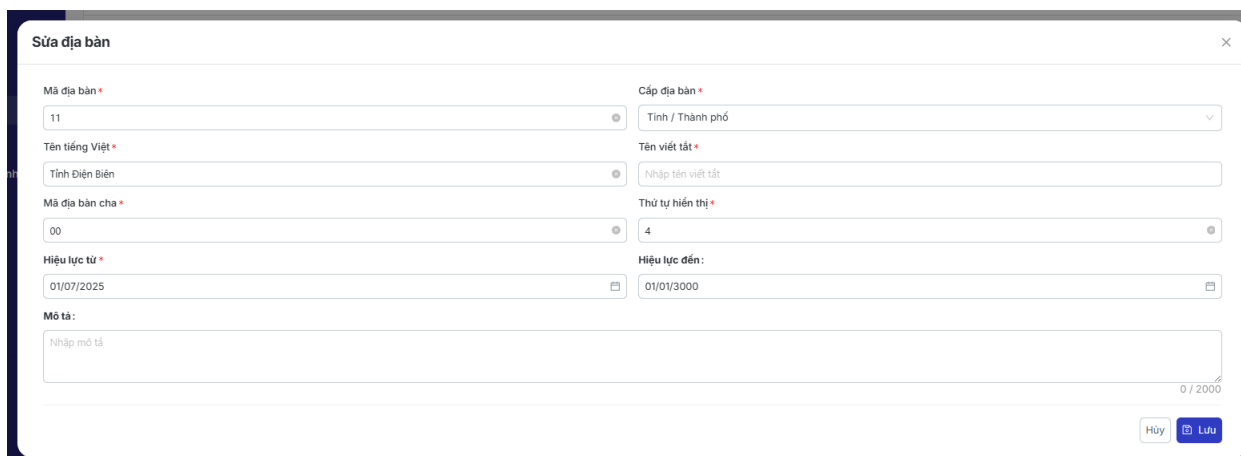 Sửa địa bàn
Mã địa bàn *
Cấp địa bàn *
11
Tỉnh / Thành phố
Tên tiếng Việt *
Tên viết tắt *
nh
Tỉnh Điện Biên
Nhập tên viết tắt
Mã địa bàn cha *
Thứ tự hiển thị *
00
4
Hiệu lực từ *
Hiệu lực đến :
01/07/2025
01/01/3000
Mô tả :
Nhập mô tả
0 / 2000
Hủy
Lưu